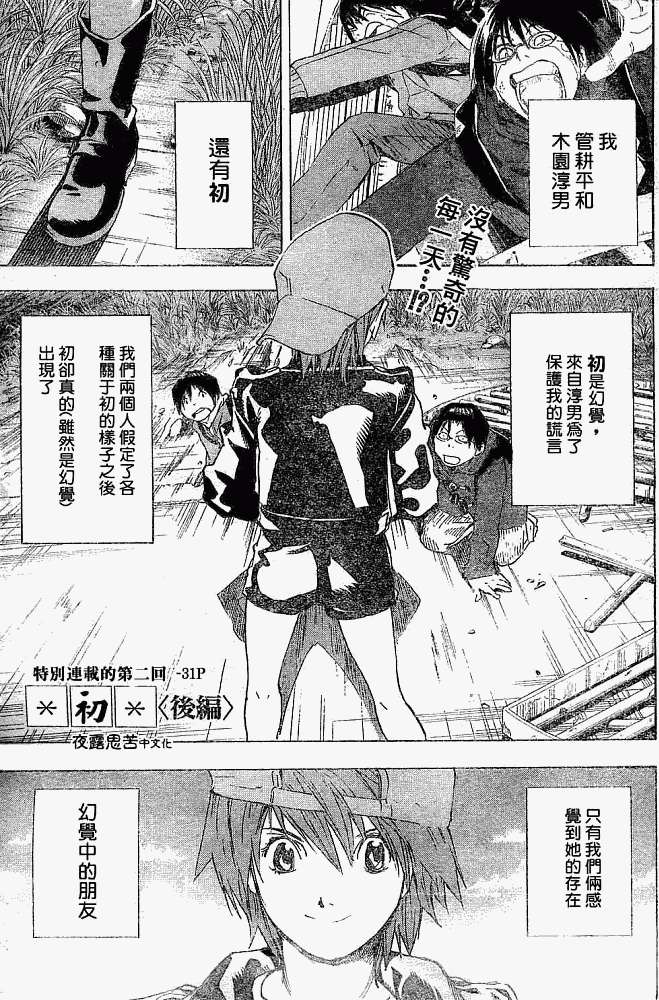 我
管耕平和
木園淳男
還有初
沒有驚奇的
每一天…!?
初是幻覺，
來自淳男為了
保護我的謊言
我們兩個人假定了各
種關于初的樣子之後
初卻真的(雖然是幻覺)
出現了
特別連載的第二回 -31P
＊初＊〈後編〉
夜露思苦中文化
只有我們倆感
覺到她的存在
幻覺中的朋友